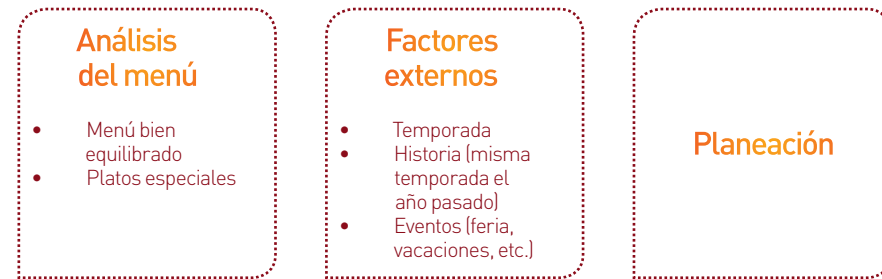 Análisis
del menú
• Menú bien
equilibrado
• Platos especiales
Factores
externos
• Temporada
• Historia (misma
temporada el
año pasado)
• Eventos (feria,
vacaciones, etc.)
Planeación